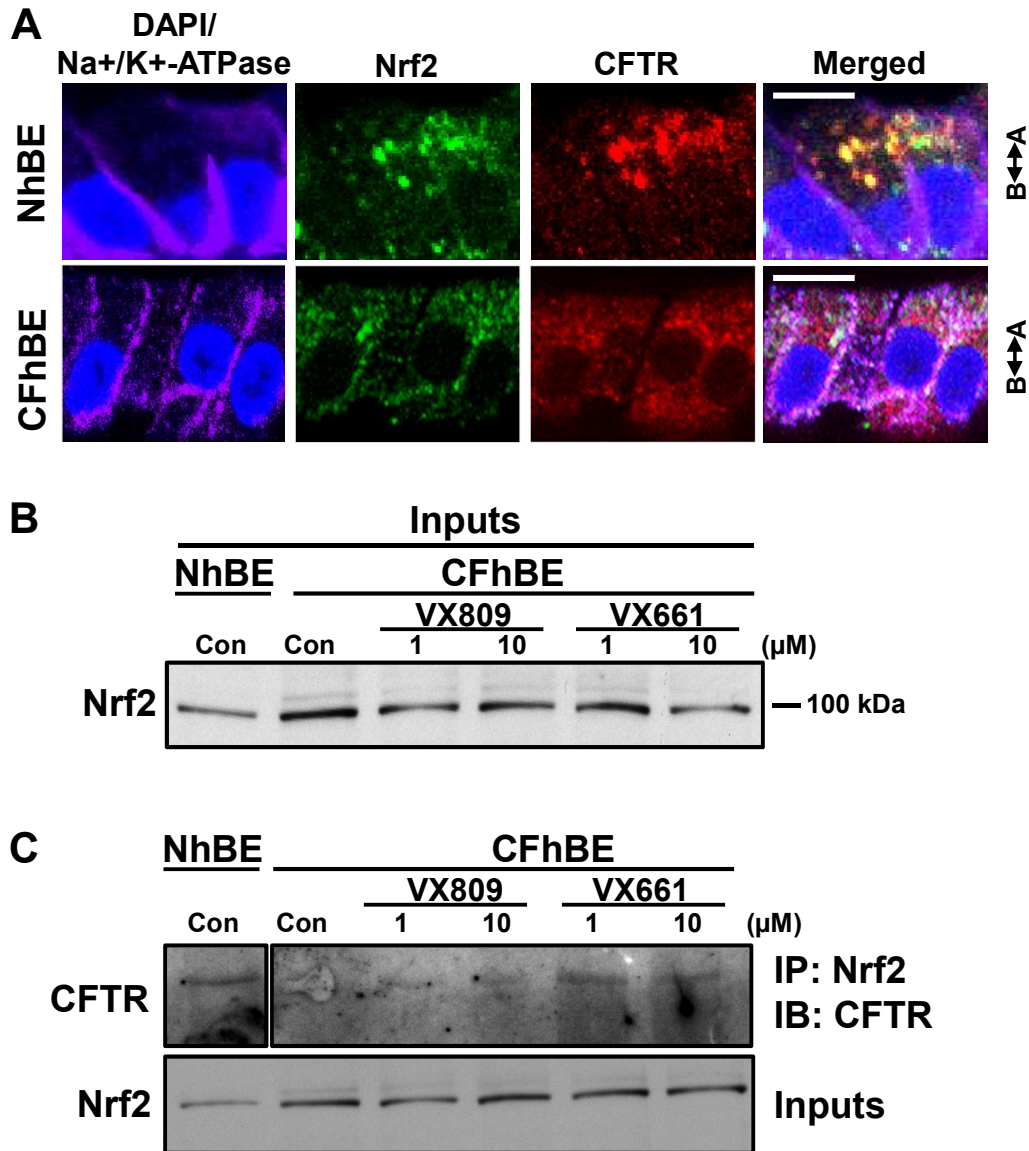 A
DAPI/
Na+/K+-ATPase
Nrf2
CFTR
Merged
NhBE
B↔A
CFhBE
B↔A
B
Inputs
NhBE
CFhBE
VX809
VX661
Con
Con
1
10
1
10
(µM)
Nrf2
100 kDa
C
NhBE
CFhBE
VX809
VX661
Con
Con
1
10
1
10
(µM)
CFTR
IP: Nrf2
IB: CFTR
Nrf2
Inputs